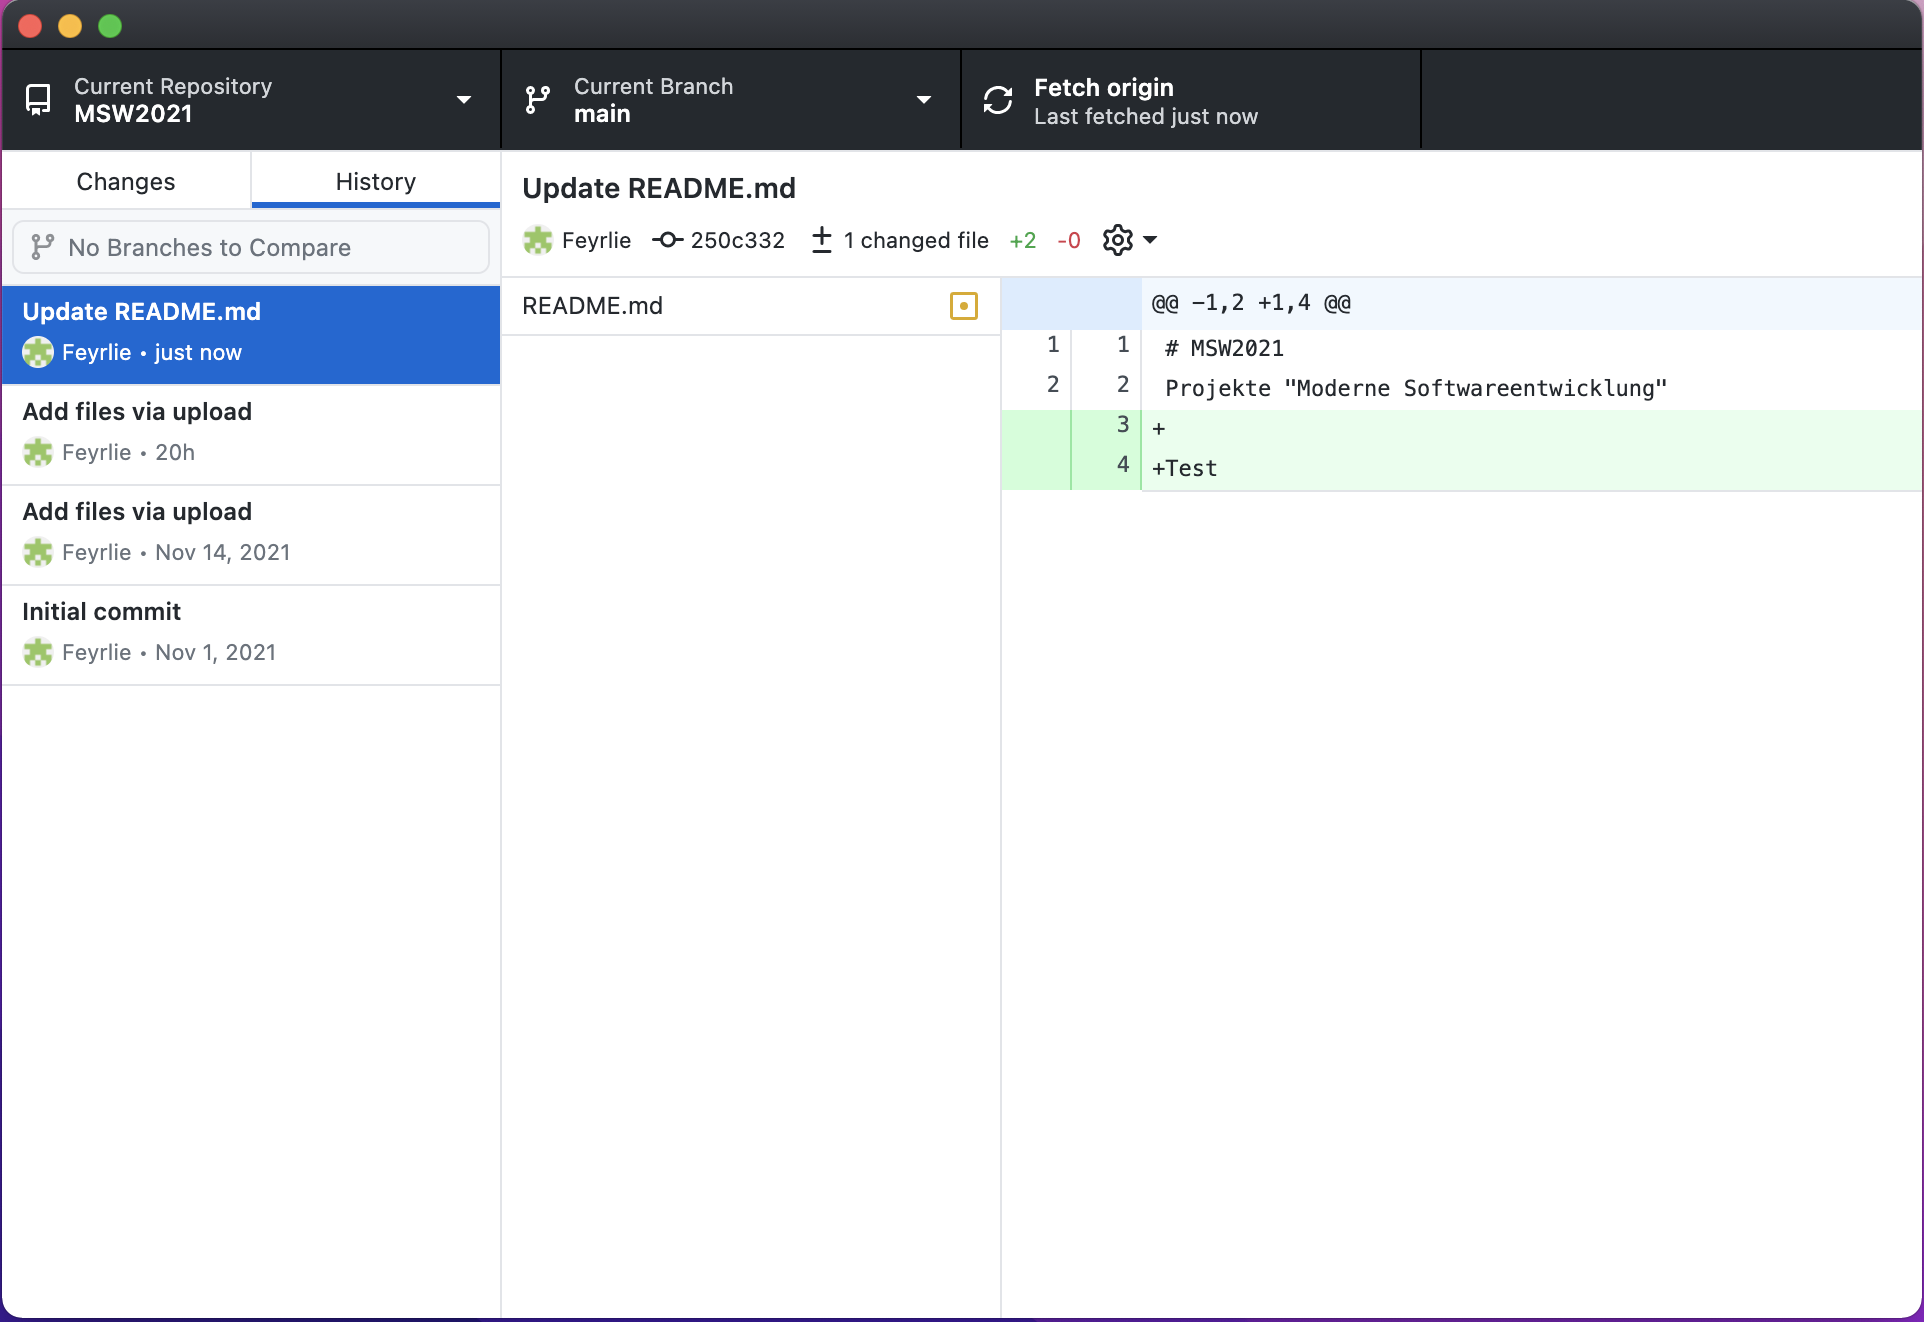 Current Repository
MSW2021
Current Branch
main
Fetch origin
Last fetched just now
Changes
History
No Branches to Compare
Update README.md
Feyrlie • just now
Add files via upload
Feyrlie • 20h
Add files via upload
Feyrlie • Nov 14, 2021
Initial commit
Feyrlie • Nov 1, 2021
Update README.md
Feyrlie 250c332 1 changed file +2 -0
README.md
@@ -1,2 +1,4 @@
1 1 # MSW2021
2 2 Projekte "Moderne Softwareentwicklung"
3 +
4 +Test